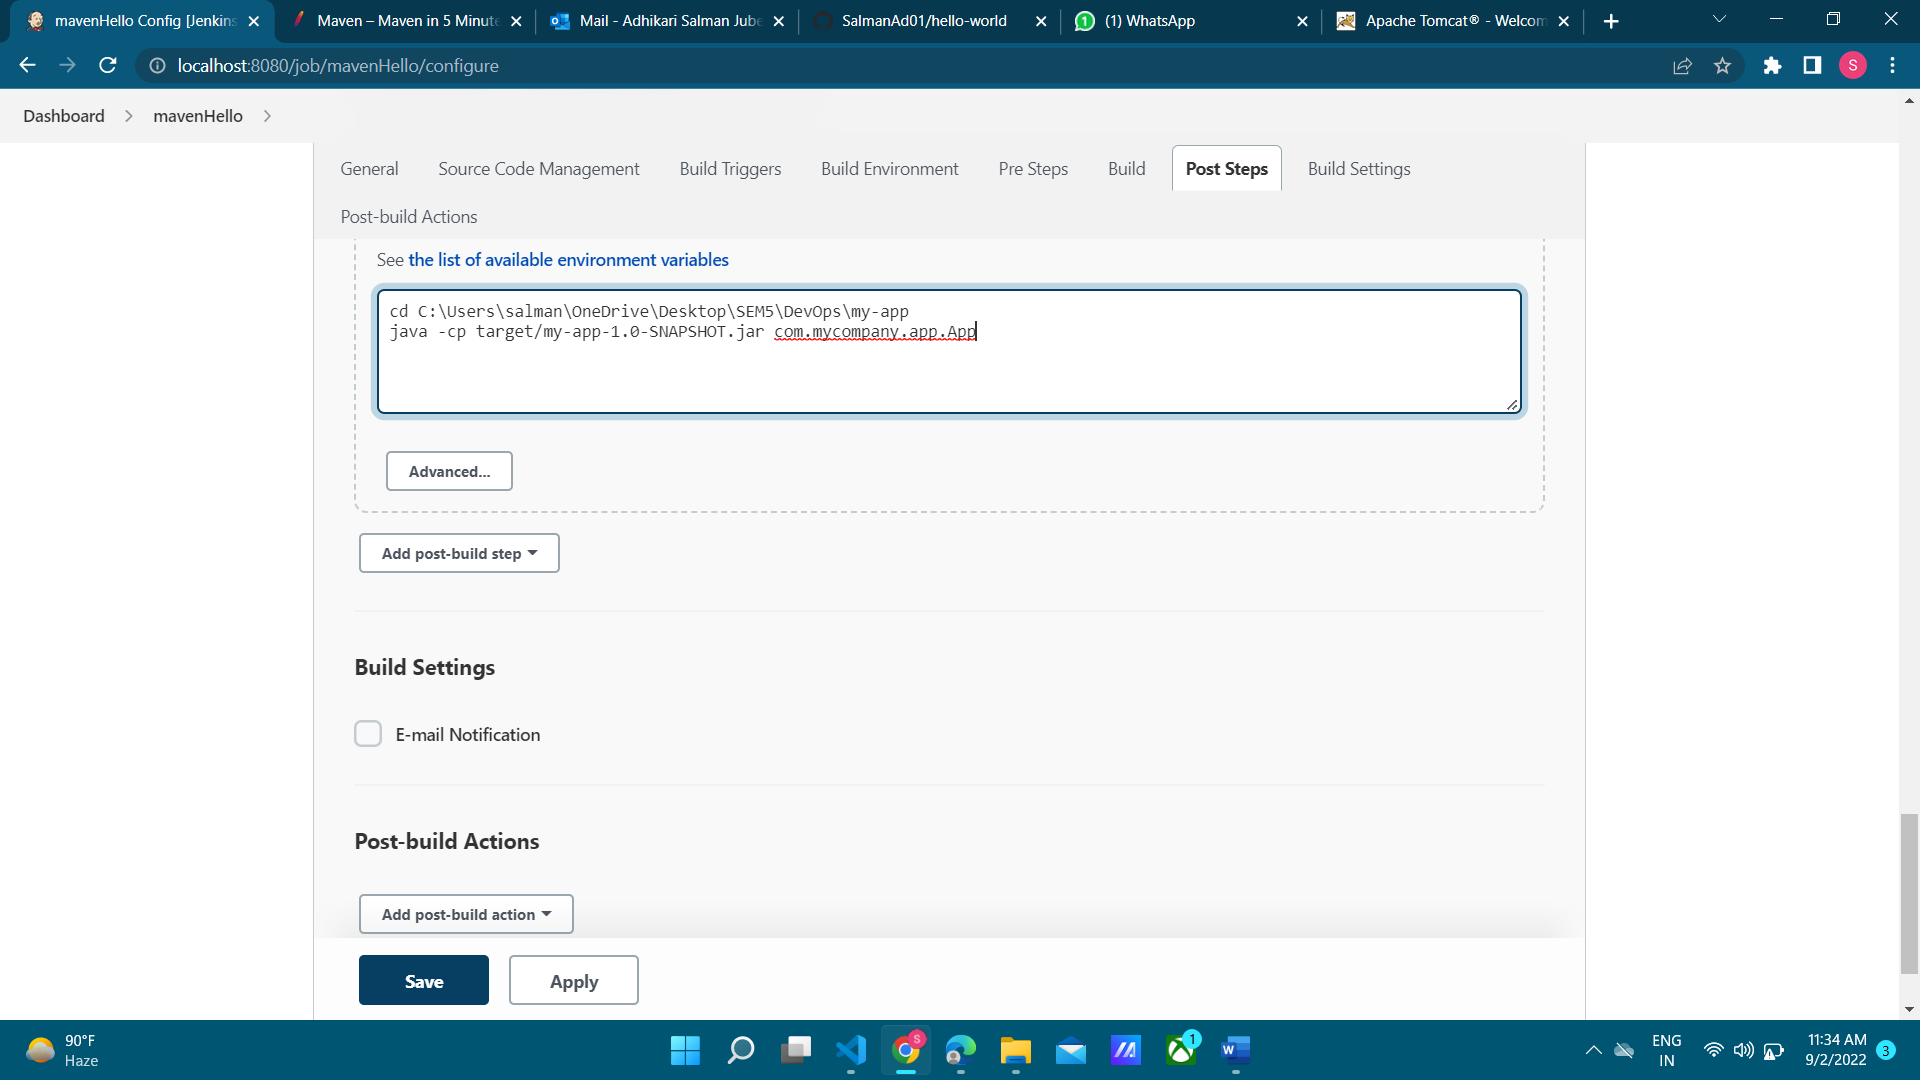 mavenHello Config [Jenkins
Maven – Maven in 5 Minute
Mail - Adhikari Salman Jube
SalmanAd01/hello-world
(1) WhatsApp
Apache Tomcat® - Welcom
localhost:8080/job/mavenHello/configure
S
Dashboard
mavenHello
General
Source Code Management
Build Triggers
Build Environment
Pre Steps
Build
Post Steps
Build Settings
Post-build Actions
See the list of available environment variables
cd C:\Users\salman\OneDrive\Desktop\SEM5\DevOps\my-app
java -cp target/my-app-1.0-SNAPSHOT.jar com.mycompany.app.App
Advanced...
Add post-build step
Build Settings
E-mail Notification
Post-build Actions
Add post-build action
Save
Apply
90°F
Haze
S
1
ENG
IN
11:34 AM
9/2/2022
3